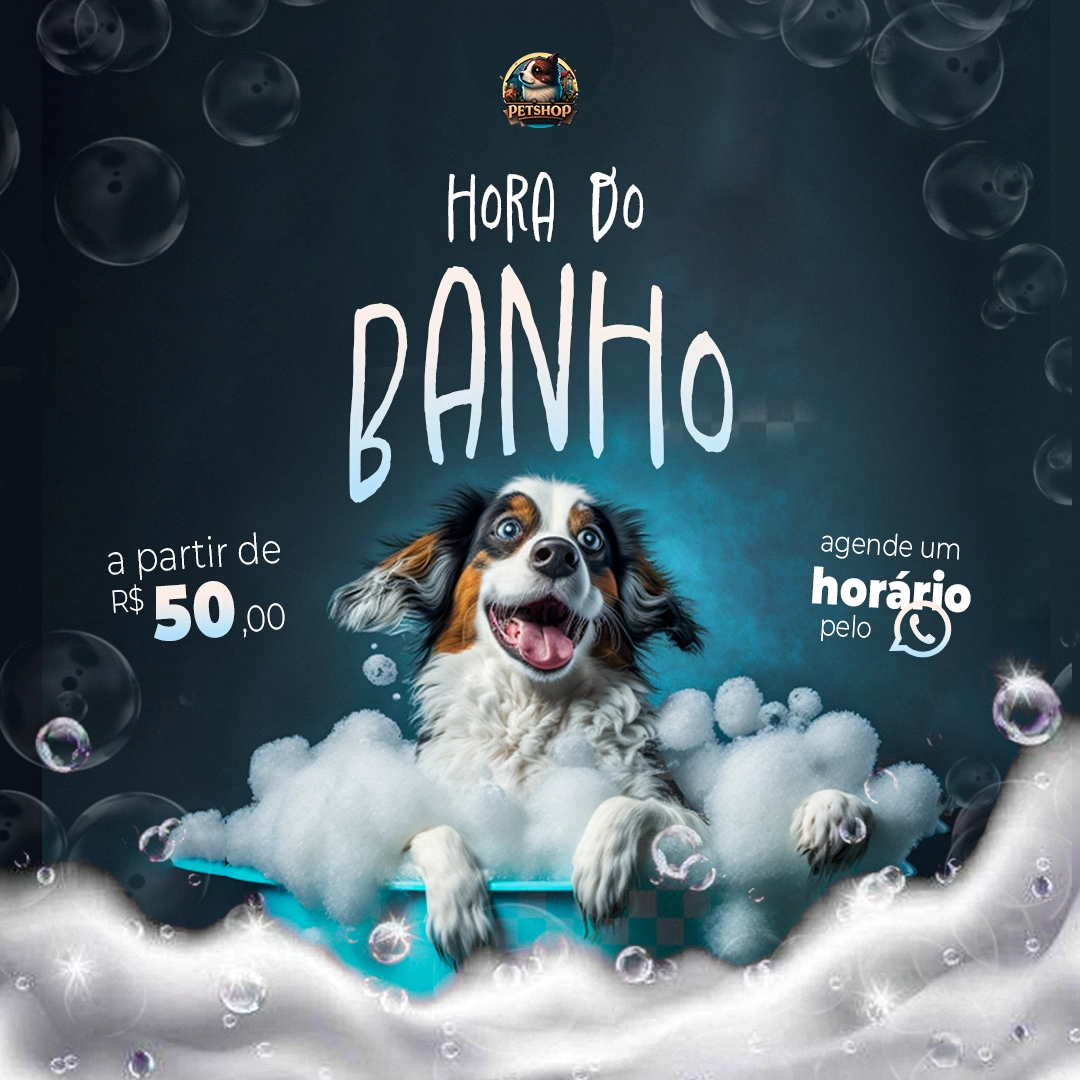 PETSHOP
HORA DO
BANHO
a partir de
R$ 50,00
agende um
horário
pelo